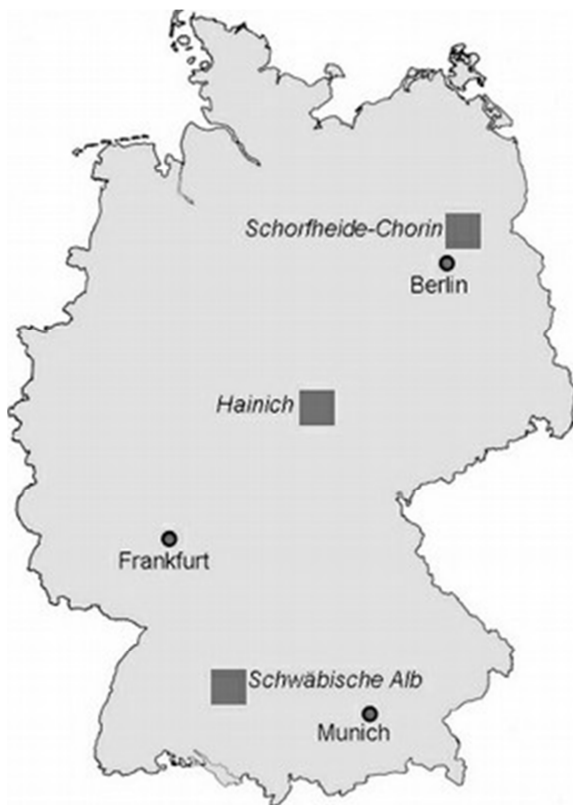 Schorfheide-Chorin
Berlin
Hainich
Frankfurt
Schwäbische Alb
Munich